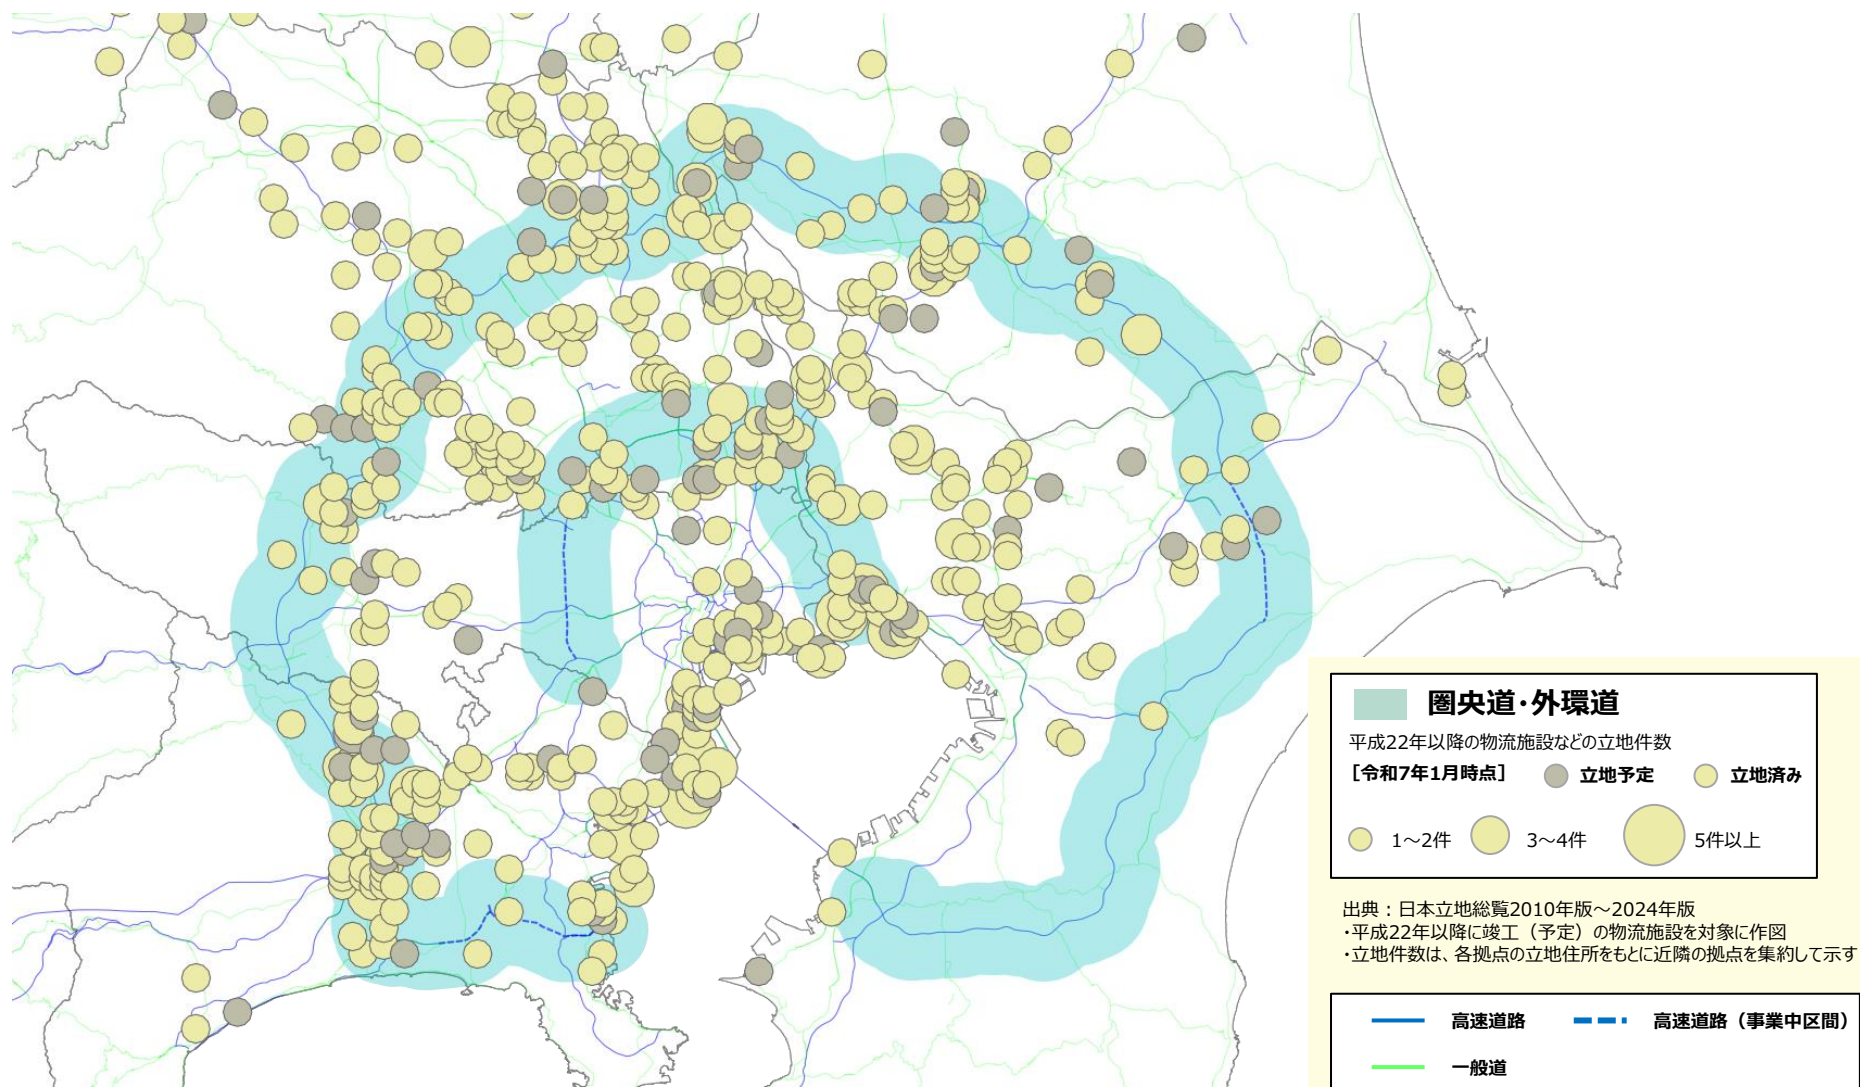 圏央道・外環道
平成22年以降の物流施設などの立地件数
[令和7年1月時点] 立地予定 立地済み
1～2件 3～4件 5件以上
出典：日本立地総覧2010年版～2024年版
・平成22年以降に竣工（予定）の物流施設を対象に作図
・立地件数は、各拠点の立地住所をもとに近隣の拠点を集約して示す
高速道路 高速道路（事業中区間）
一般道